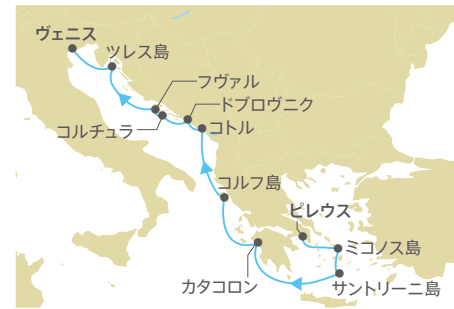 ヴェニス
ツレス島
フヴァル
ドブロヴニク
コルチュラ
コトル
コルフ島
ピレウス
ミコノス島
カタコロン
サントリーニ島